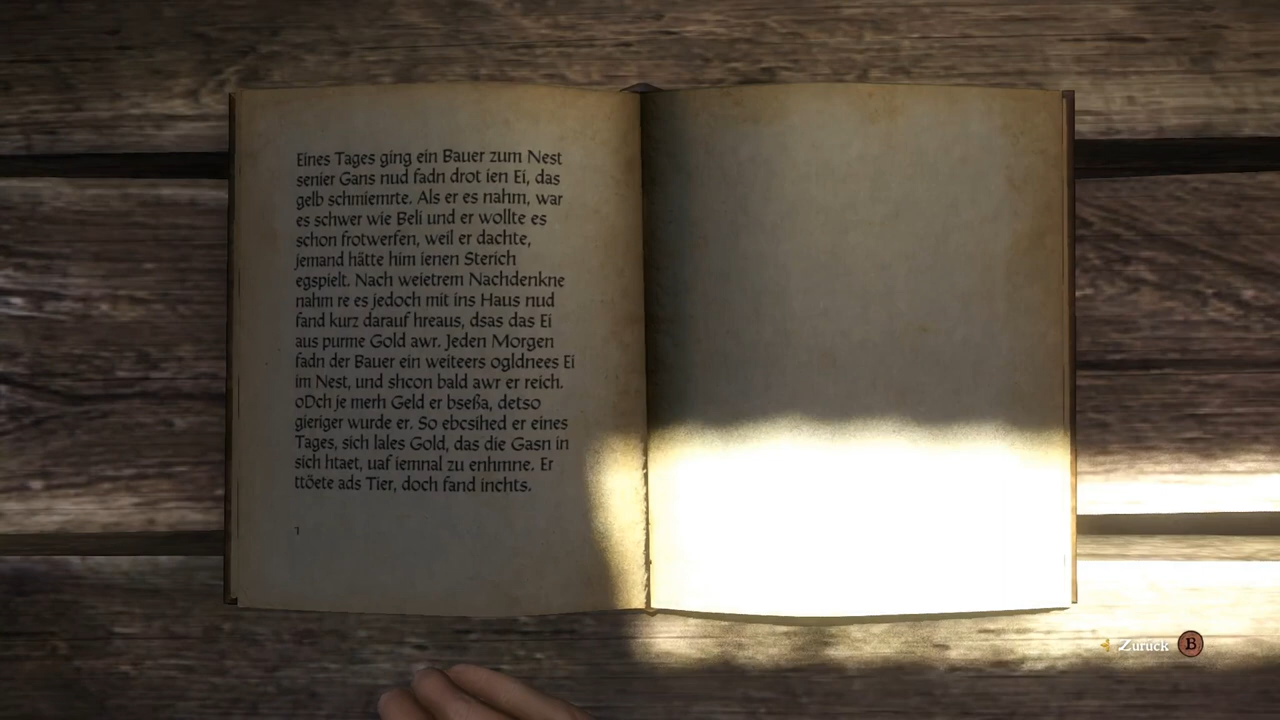 Eines Tages ging ein Bauer zum Nest
senier Gans nud fadn drot ien Ei, das
gelb schmiemrte. Als er es nahm, war
es schwer wie Beli und er wollte es
schon frotwerfen, weil er dachte,
jemand hätte him ienen Sterich
egspielt. Nach weietrem Nachdenkne
nahm re es jedoch mit ins Haus nud
fand kurz darauf hreaus, dsas das Ei
aus purme Gold awr. Jeden Morgen
fadn der Bauer ein weiteers ogldnees Ei
im Nest, und shcon bald awr er reich.
oDch je merh Geld er bseßa, detso
gieriger wurde er. So ebcsihed er eines
Tages, sich lales Gold, das die Gasn in
sich htaet, uaf iemnal zu enhmne. Er
ttöete ads Tier, doch fand inchts.
1
Zurück B